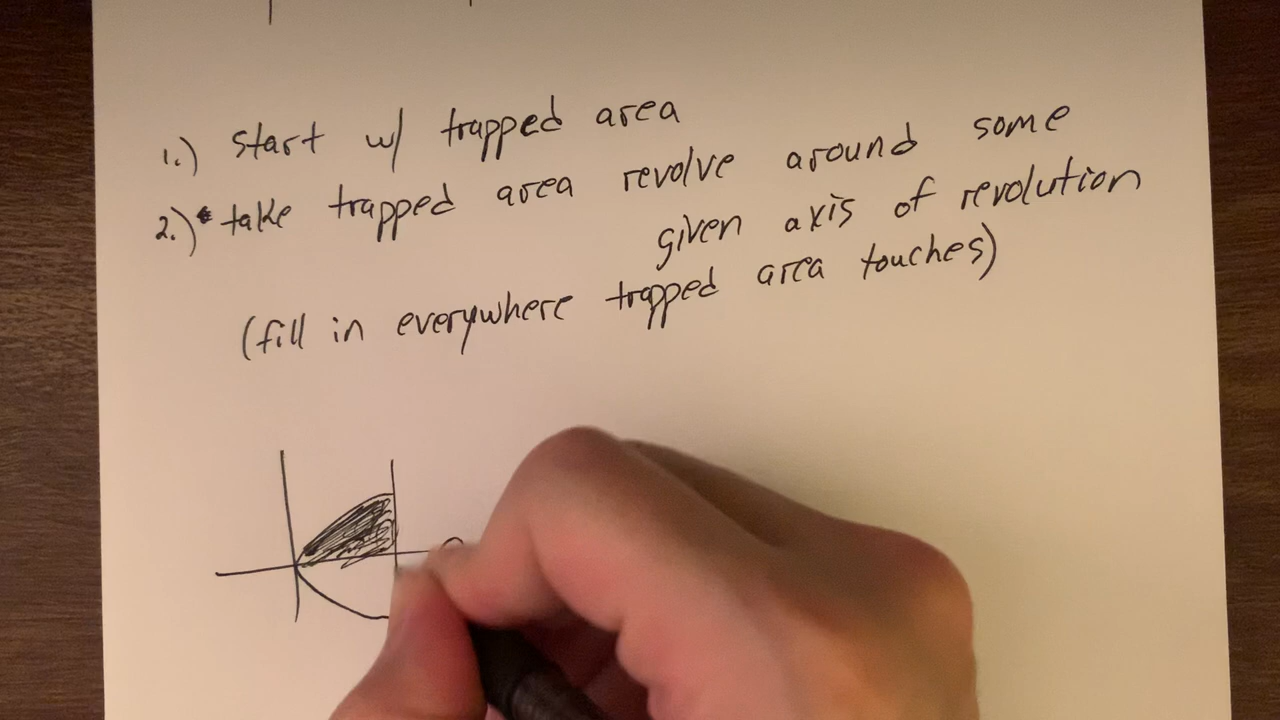 1.) start w/ trapped area
2.) take trapped area revolve around some
given axis of revolution
(fill in everywhere trapped area touches)